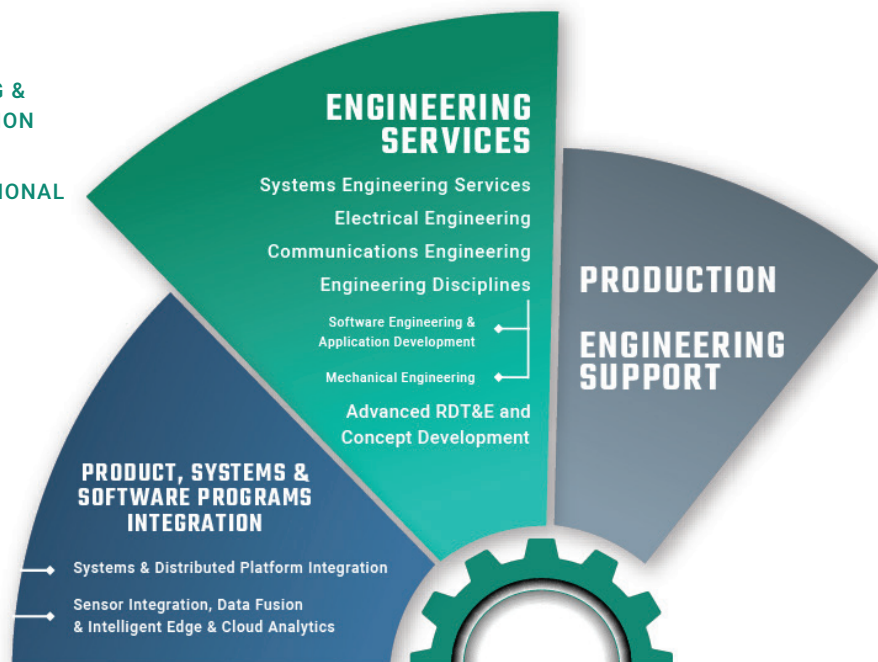 G &
ION
IONAL
ENGINEERING
SERVICES
Systems Engineering Services
Electrical Engineering
Communications Engineering
Engineering Disciplines
Software Engineering &
Application Development
Mechanical Engineering
Advanced RDT&E and
Concept Development
PRODUCTION
ENGINEERING
SUPPORT
PRODUCT, SYSTEMS &
SOFTWARE PROGRAMS
INTEGRATION
Systems & Distributed Platform Integration
Sensor Integration, Data Fusion
& Intelligent Edge & Cloud Analytics